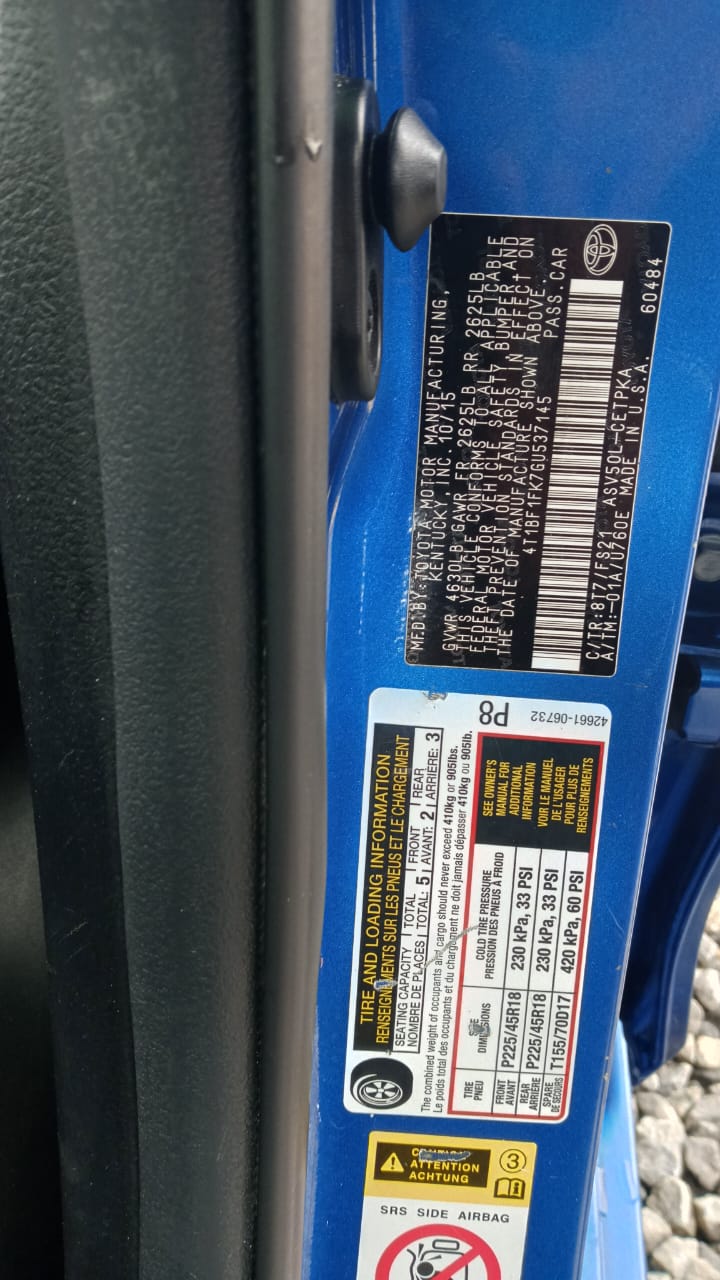 MFD. BY: TOYOTA MOTOR MANUFACTURING,
KENTUCKY, INC. 10/15
GVWR 4630LB GAWR FR 2625LB RR 2625LB
THIS VEHICLE CONFORMS TO ALL APPLICABLE
FEDERAL MOTOR VEHICLE SAFETY BUMPER AND
THEFT PREVENTION STANDARDS IN EFFECT ON
THE DATE OF MANUFACTURE SHOWN ABOVE.
4T1BF1FK7GU537145 PASS. CAR
C/TR:8T7/FB21 ASV50L-CETPKA
A/TM:-01A/U760E MADE IN U.S.A. 60484
TIRE AND LOADING INFORMATION
RENSEIGNEMENTS SUR LES PNEUS ET LE CHARGEMENT
SEATING CAPACITY TOTAL FRONT REAR
NOMBRE DE PLACES TOTAL: 5 AVANT: 2 ARRIÈRE: 3
The combined weight of occupants and cargo should never exceed 410kg or 905lbs.
Le poids total des occupants et du chargement ne doit jamais dépasser 410kg ou 905lb.
TIRE SIZE COLD TIRE PRESSURE
PNEU DIMENSIONS PRESSION DES PNEUS À FROID
FRONT AVANT P225/45R18 230 kPa, 33 PSI
REAR ARRIÈRE P225/45R18 230 kPa, 33 PSI
SPARE DE SECOURS T155/70D17 420 kPa, 60 PSI
SEE OWNER'S
MANUAL FOR
ADDITIONAL
INFORMATION
VOIR LE MANUEL
DE L'USAGER
POUR PLUS DE
RENSEIGNEMENTS
P8
42661-06732
ATTENTION
ACHTUNG
3
SRS SIDE AIRBAG